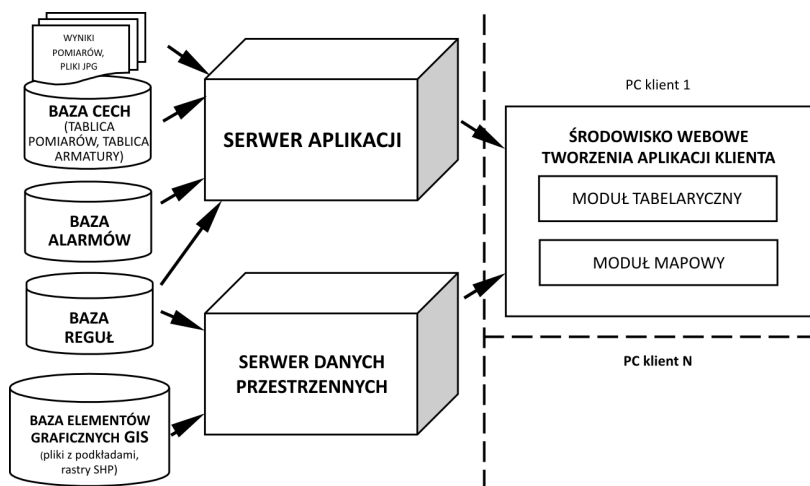 WYNIKI
POMIARÓW,
PLIKI JPG
BAZA CECH
(TABLICA
POMIARÓW, TABLICA
ARMATURY)
BAZA
ALARMÓW
BAZA
REGUŁ
BAZA ELEMENTÓW
GRAFICZNYCH GIS
(pliki z podkładami,
rastry SHP)
SERWER APLIKACJI
SERWER DANYCH
PRZESTRZENNYCH
PC klient 1
ŚRODOWISKO WEBOWE
TWORZENIA APLIKACJI KLIENTA
MODUŁ TABELARYCZNY
MODUŁ MAPOWY
PC klient N